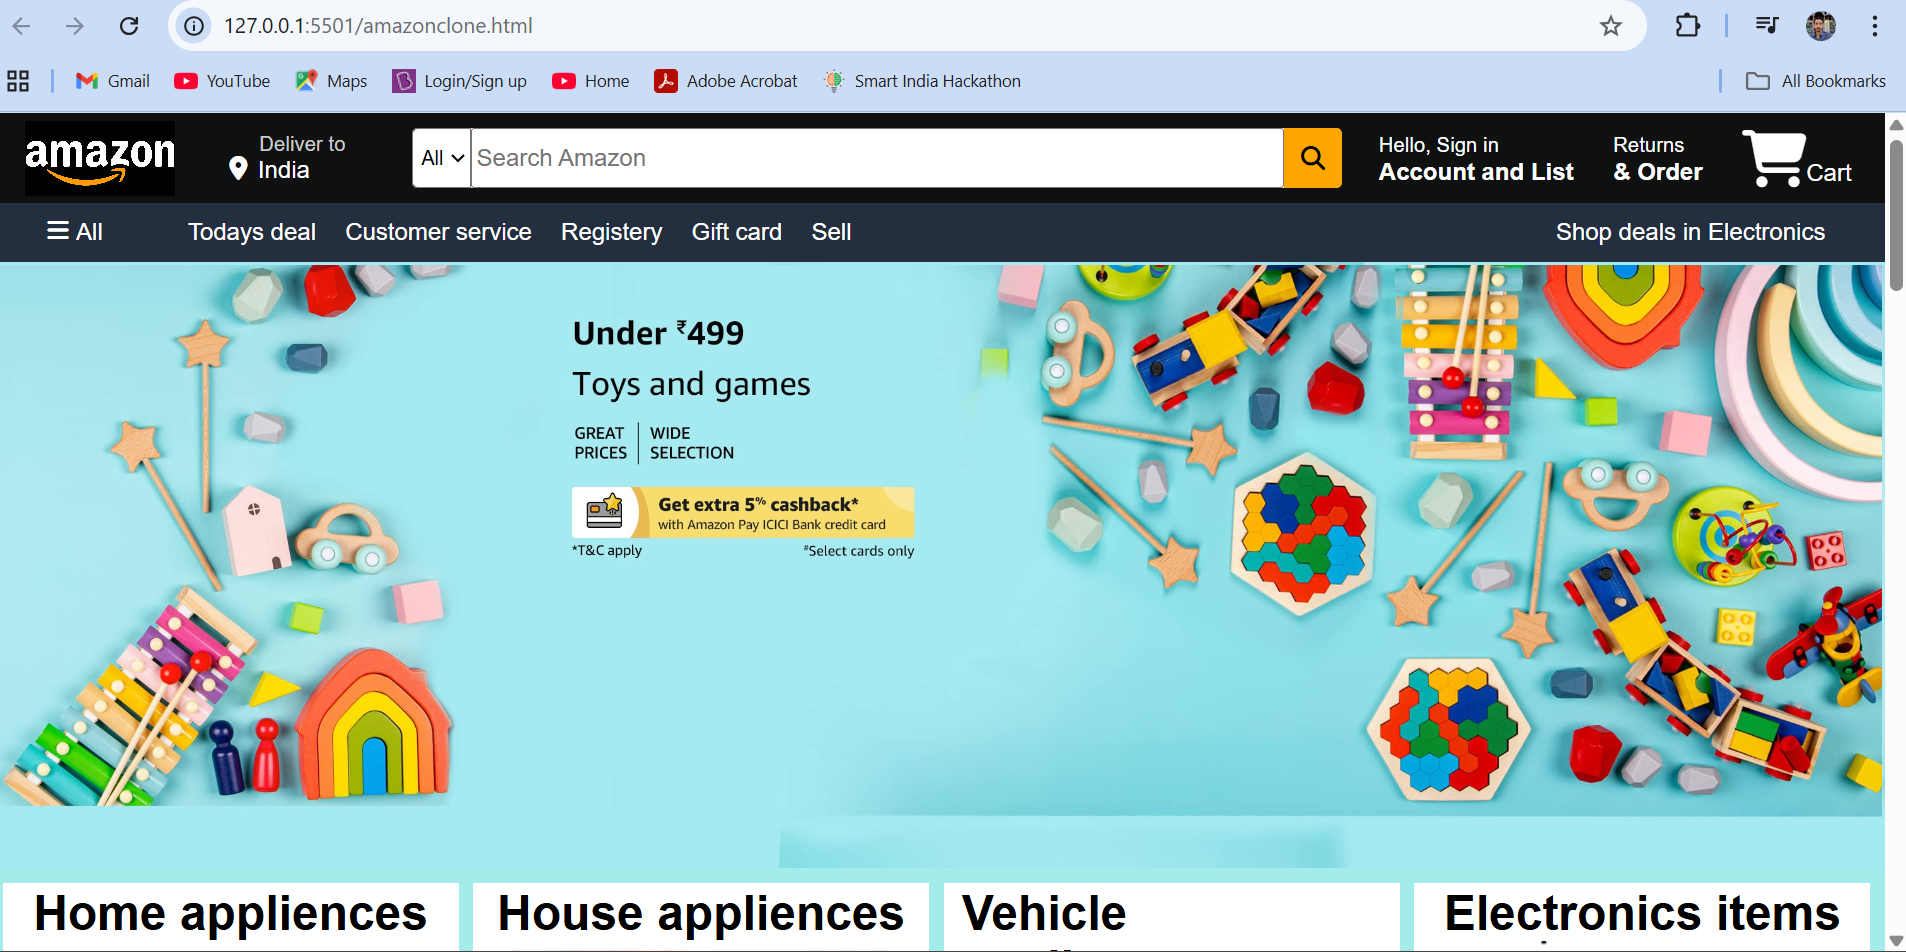 127.0.0.1:5501/amazonclone.html
Gmail YouTube Maps Login/Sign up Home Adobe Acrobat Smart India Hackathon All Bookmarks
amazon
Deliver to
India
All
Search Amazon
Hello, Sign in
Account and List
Returns
& Order
Cart
All Todays deal Customer service Registery Gift card Sell Shop deals in Electronics
Under ₹499
Toys and games
GREAT
PRICES
WIDE
SELECTION
Get extra 5% cashback*
with Amazon Pay ICICI Bank credit card
*T&C apply
#Select cards only
Home appliences House appliences Vehicle Electronics items